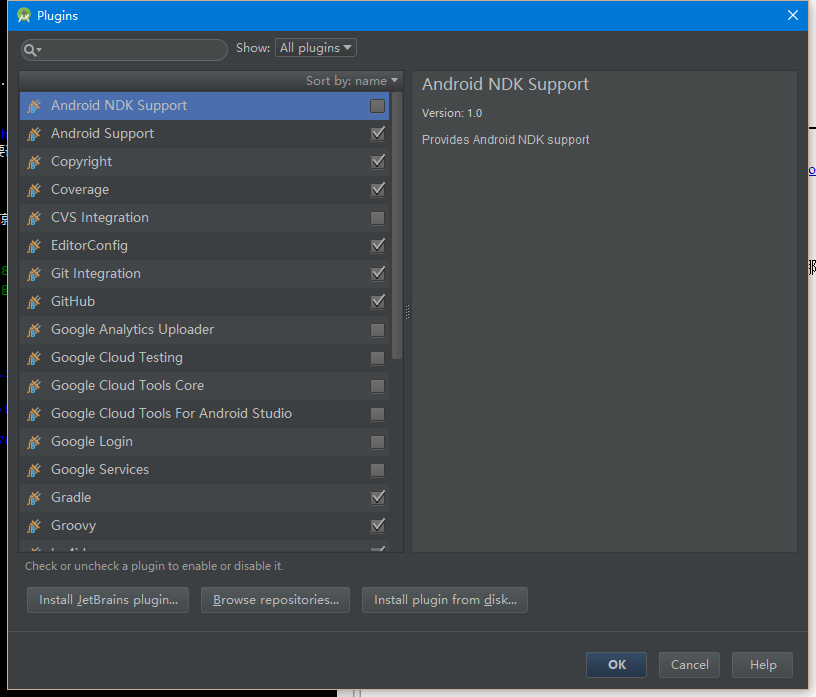 Plugins
Show: All plugins
Sort by: name
Android NDK Support
Android Support
Copyright
Coverage
CVS Integration
EditorConfig
Git Integration
GitHub
Google Analytics Uploader
Google Cloud Testing
Google Cloud Tools Core
Google Cloud Tools For Android Studio
Google Login
Google Services
Gradle
Groovy
Android NDK Support
Version: 1.0
Provides Android NDK support
Check or uncheck a plugin to enable or disable it.
Install JetBrains plugin... Browse repositories... Install plugin from disk...
OK Cancel Help